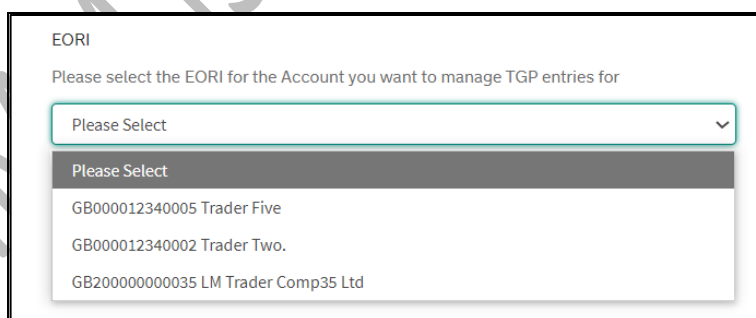 EORI
Please select the EORI for the Account you want to manage TGP entries for
Please Select
Please Select
GB000012340005 Trader Five
GB000012340002 Trader Two.
GB200000000035 LM Trader Comp35 Ltd